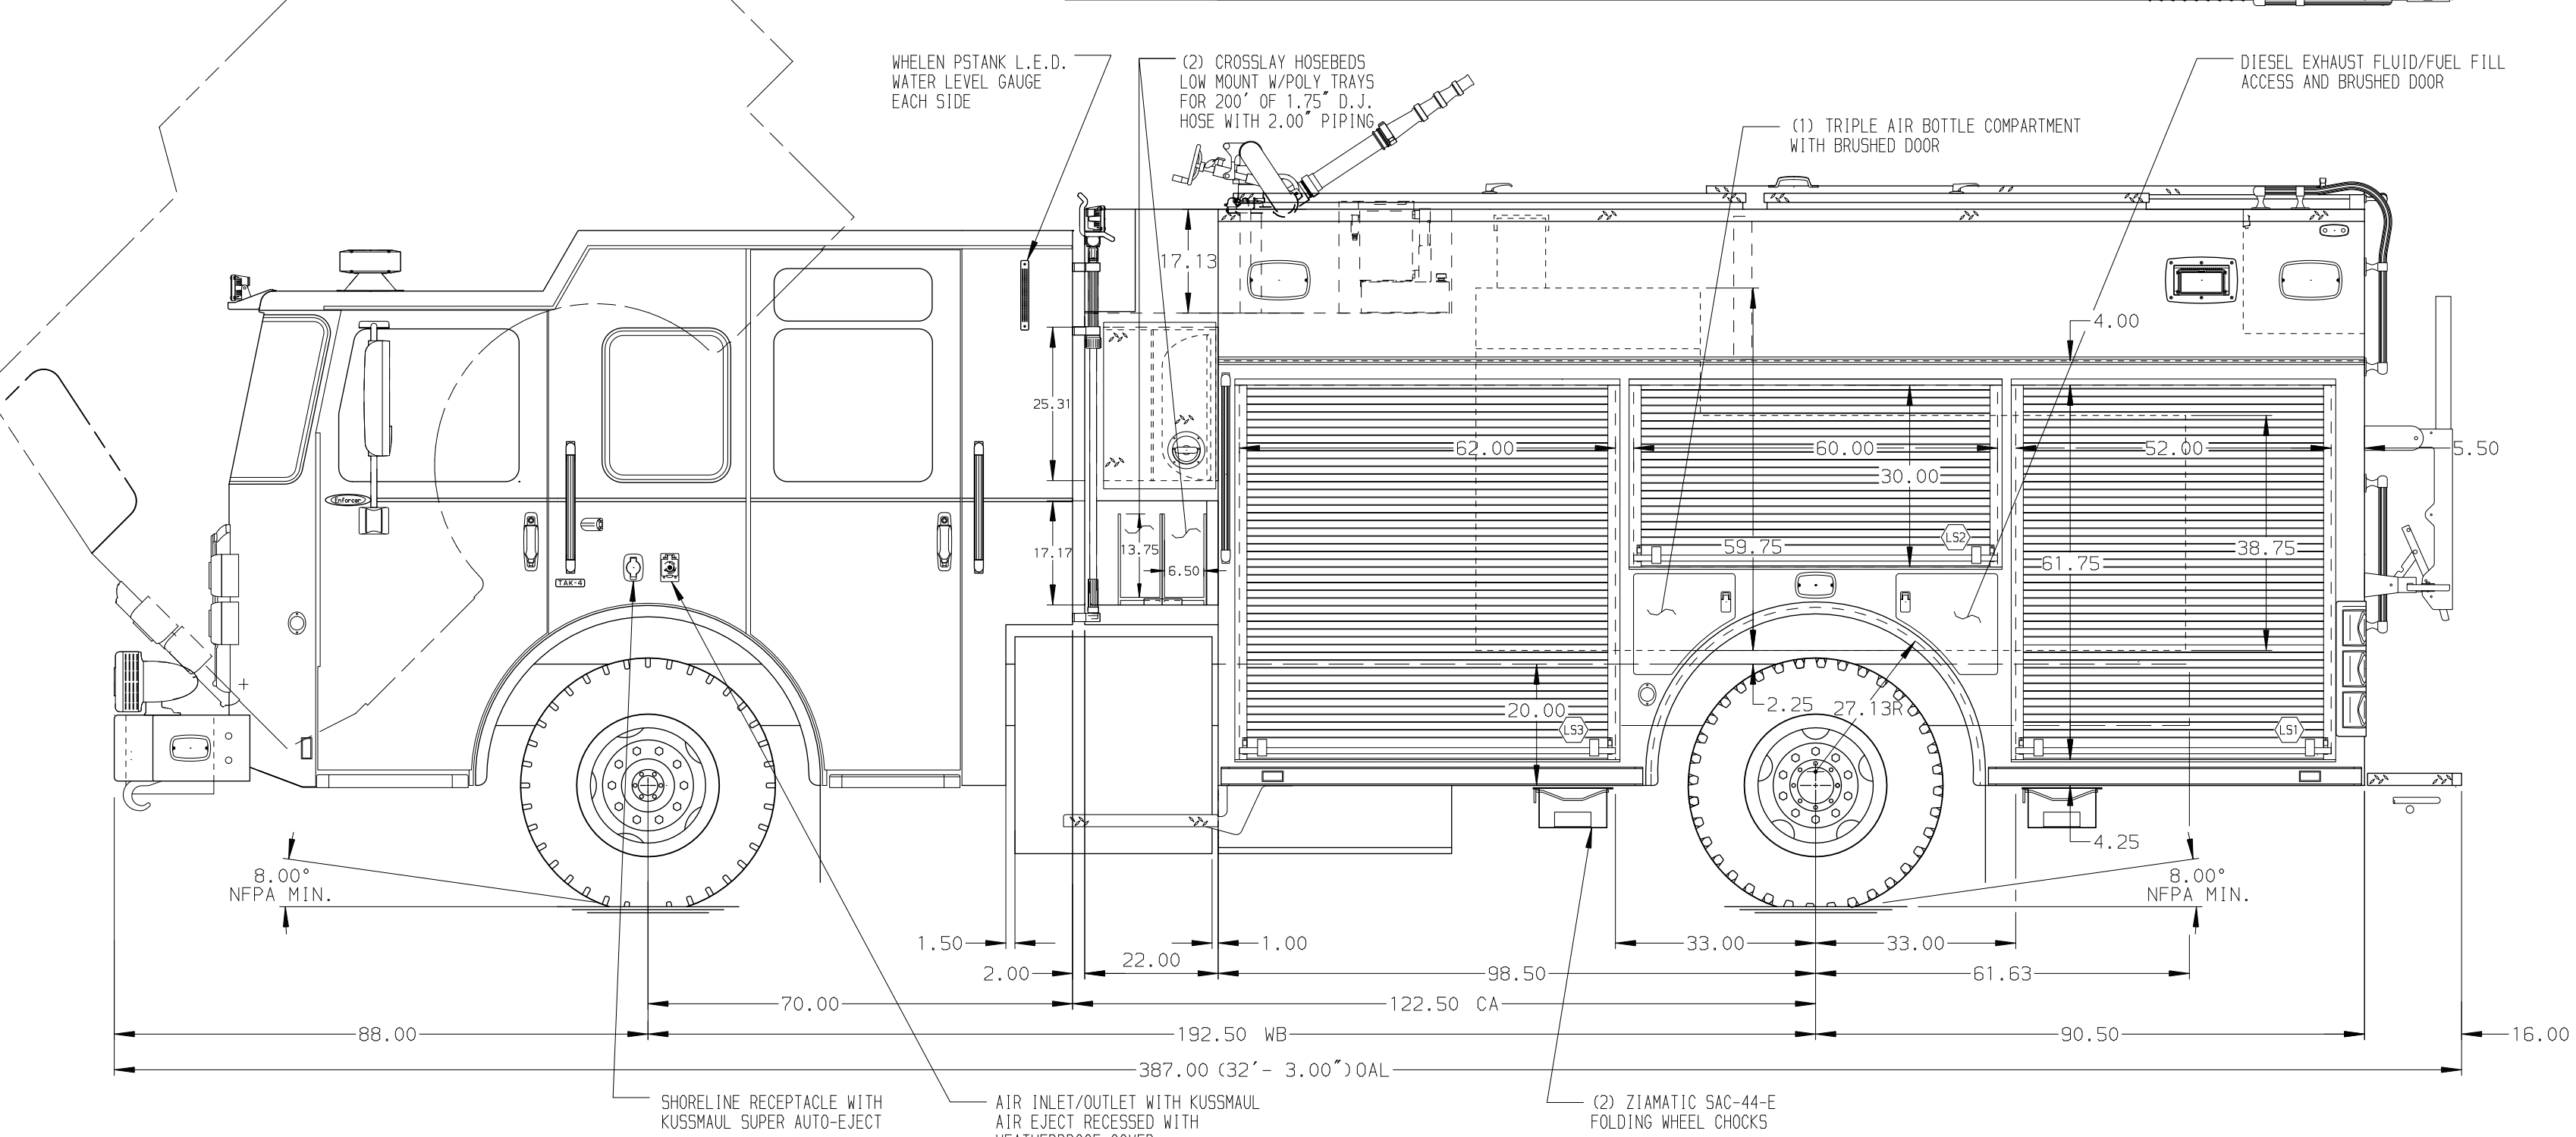 WHELEN PSTANK L.E.D.
WATER LEVEL GAUGE
EACH SIDE
(2) CROSSLAY HOSEBEDS
LOW MOUNT W/POLY TRAYS
FOR 200' OF 1.75" D.J.
HOSE WITH 2.00" PIPING
(1) TRIPLE AIR BOTTLE COMPARTMENT
WITH BRUSHED DOOR
DIESEL EXHAUST FLUID/FUEL FILL
ACCESS AND BRUSHED DOOR
17.13
4.00
25.31
62.00
60.00
30.00
52.00
5.50
Enforcer
17.17
13.75
6.50
TAK-4
59.75
LS2
38.75
61.75
20.00
LS3
2.25
27.13R
LS1
4.25
8.00°
NFPA MIN.
8.00°
NFPA MIN.
1.50
1.00
33.00
33.00
2.00
22.00
98.50
61.63
70.00
122.50 CA
88.00
192.50 WB
90.50
16.00
387.00 (32'- 3.00")OAL
SHORELINE RECEPTACLE WITH
KUSSMAUL SUPER AUTO-EJECT
AIR INLET/OUTLET WITH KUSSMAUL
AIR EJECT RECESSED WITH
WEATHERPROOF COVER
(2) ZIAMATIC SAC-44-E
FOLDING WHEEL CHOCKS